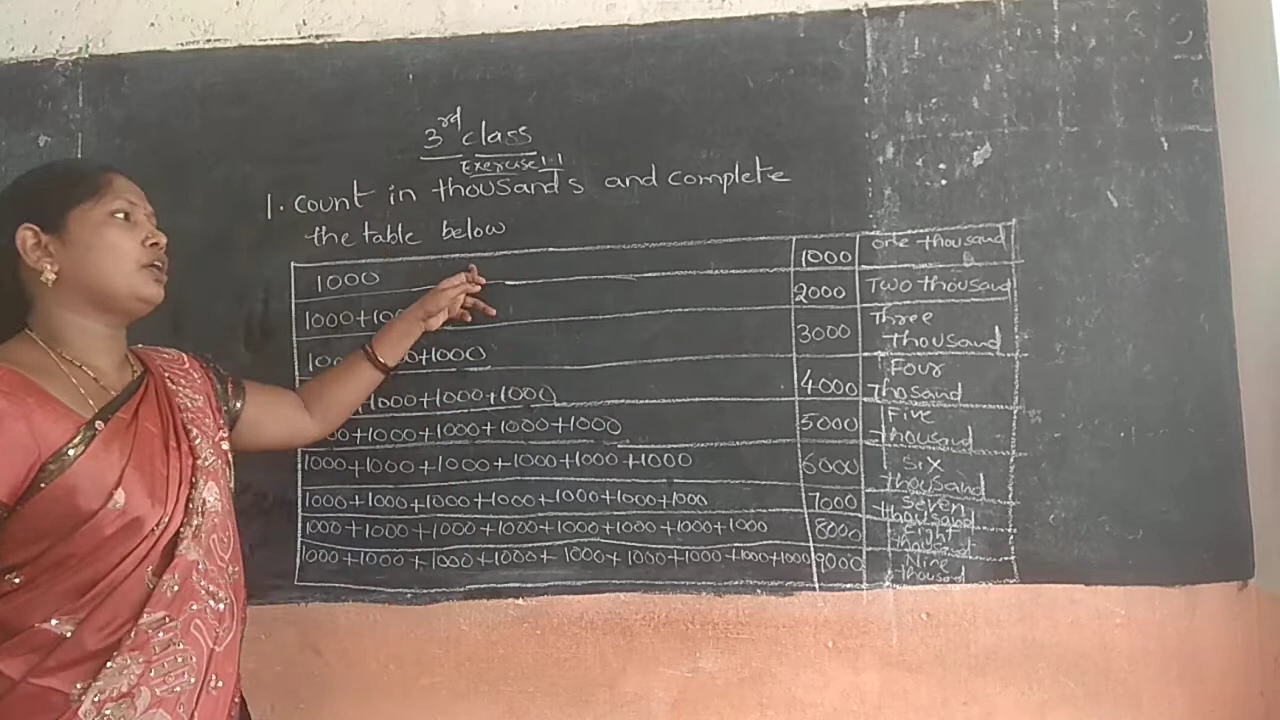 3rd class
Exercise 1.1
1. Count in thousands and complete
the table below
1000 1000 one thousand
1000+10 2000 Two thousand
10 +1000 3000 Three thousand
+1000+1000+1000 4000 Four Thosand
+1000+1000+1000+1000 5000 Five thousand
1000+1000+1000+1000+1000+1000 6000 Six thousand
1000+1000+1000+1000+1000+1000+1000 7000 Seven thousand
1000+1000+1000+1000+1000+1000+1000+1000 8000 Eight thousand
1000+1000+1000+1000+1000+1000+1000+1000+1000 9000 Nine thousand